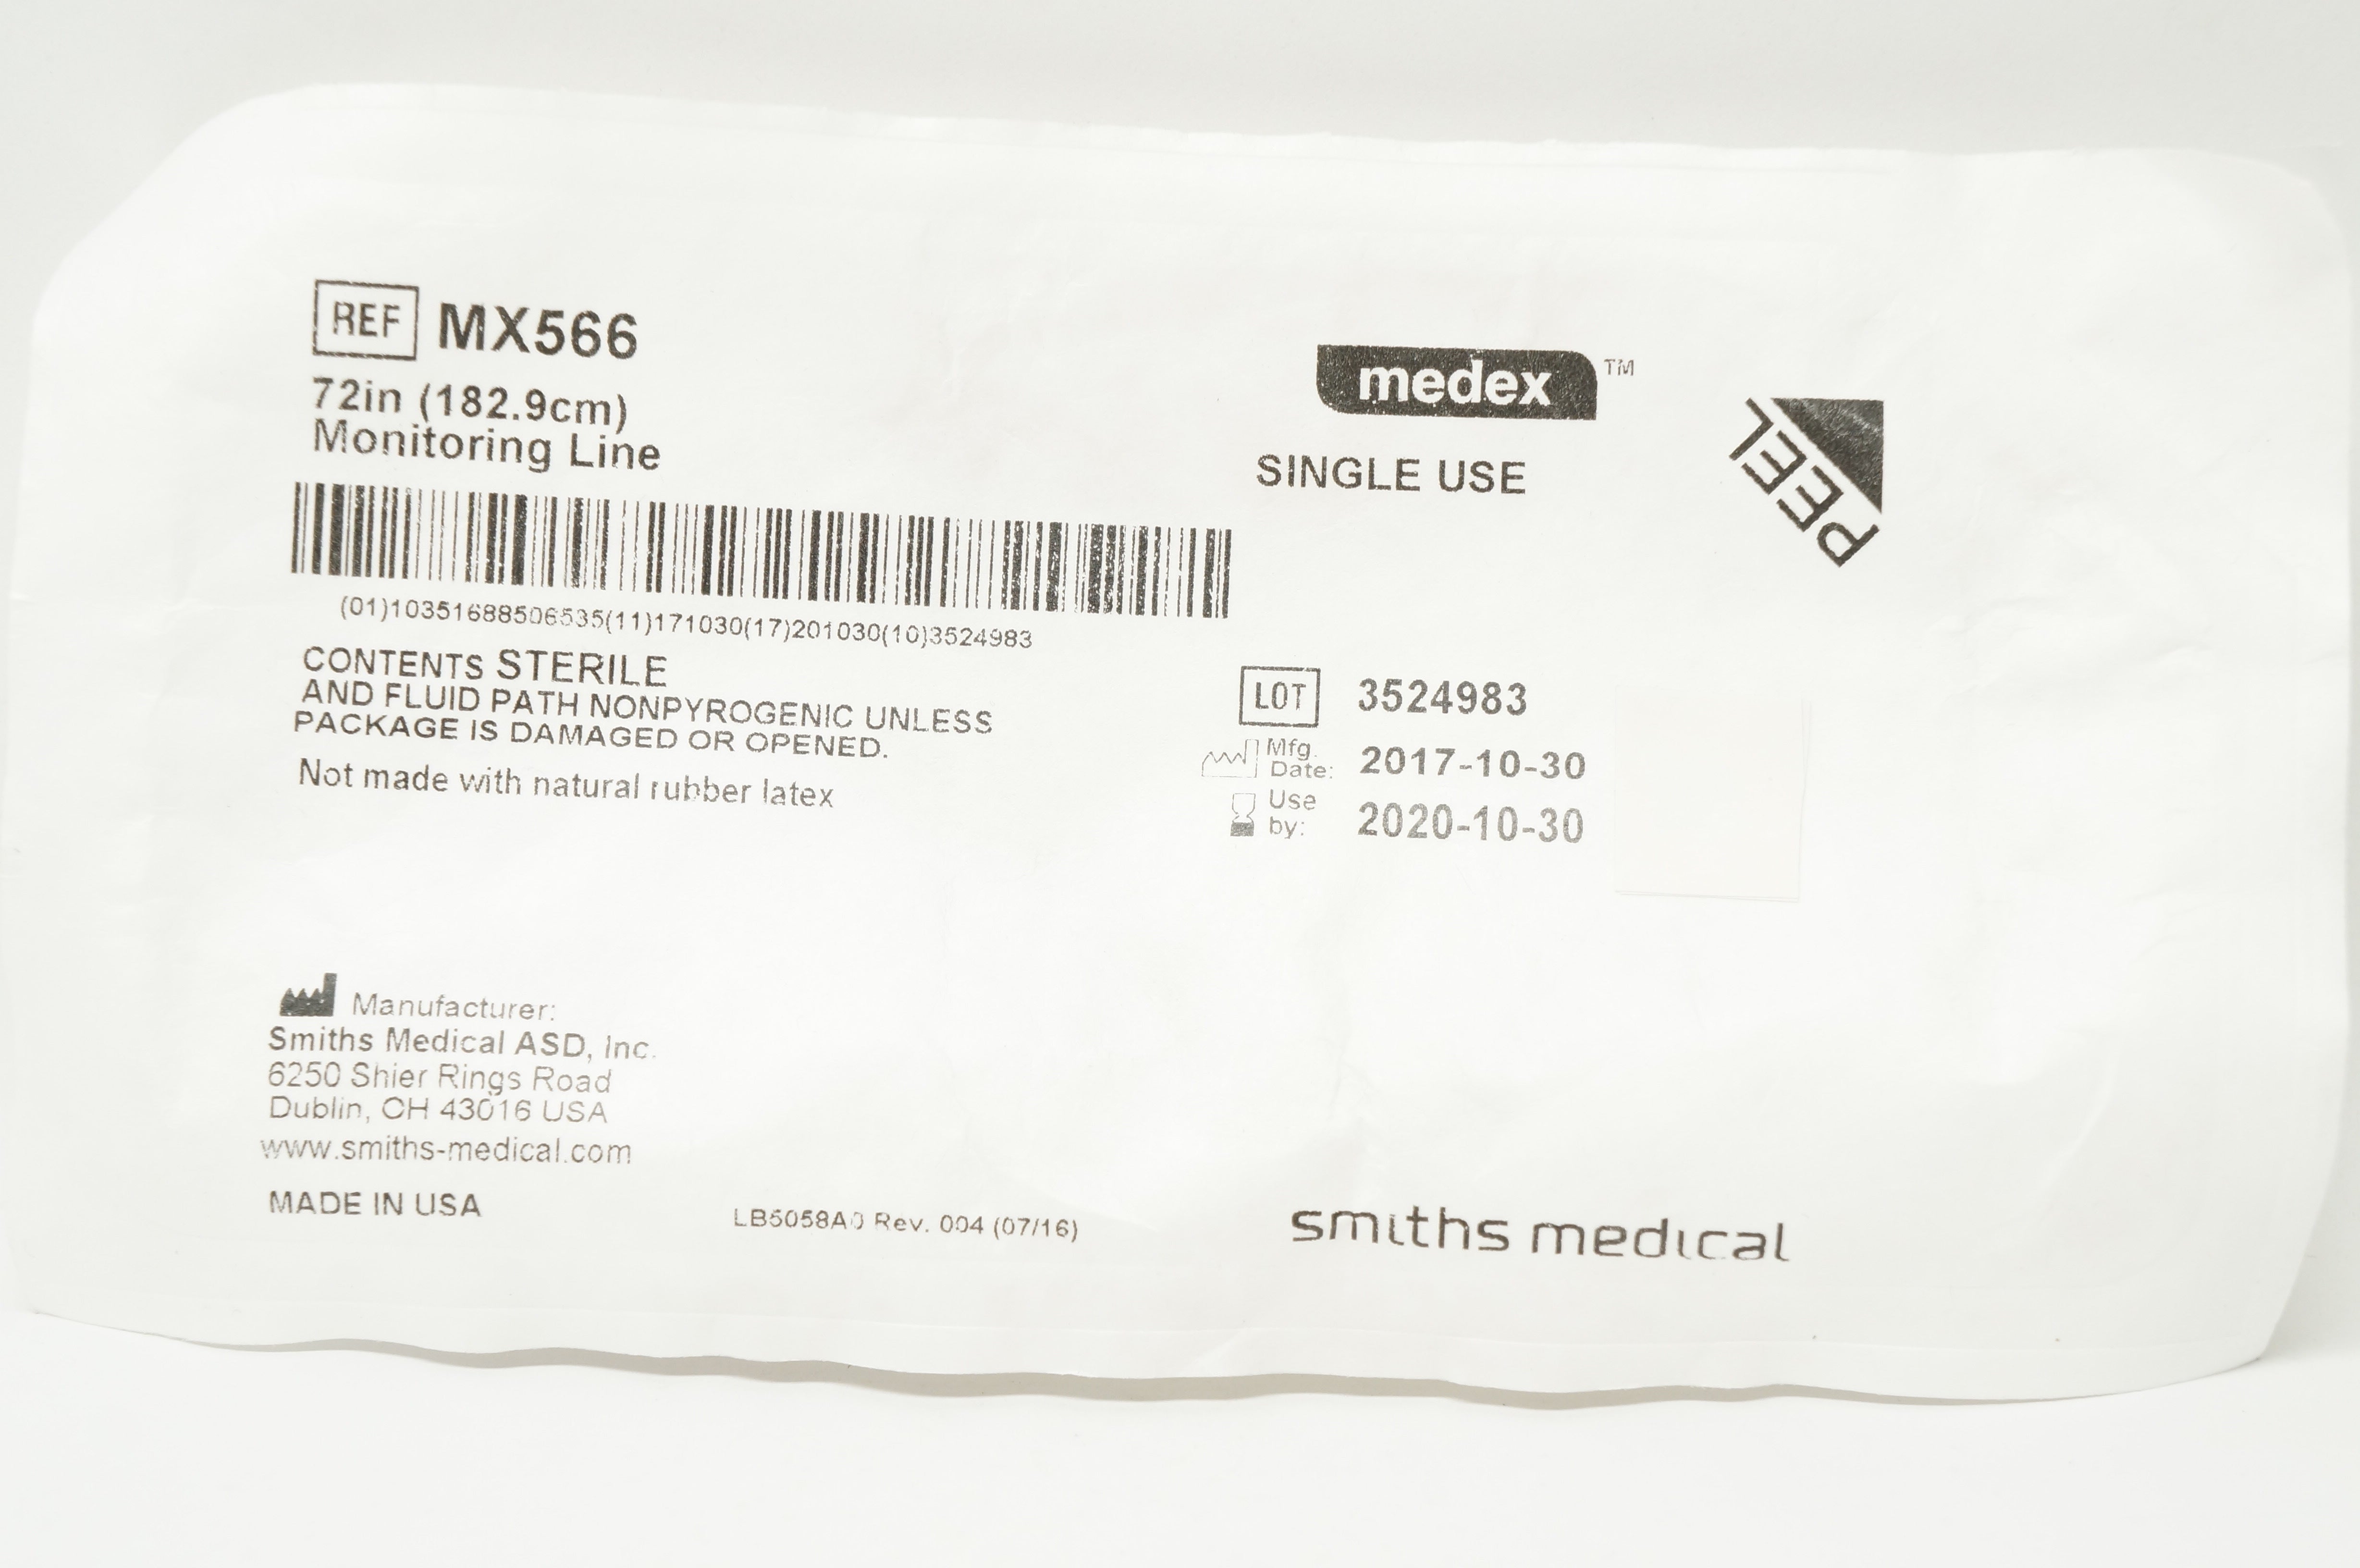 REF MX566
72in (182.9cm)
Monitoring Line
(01)10351688506535(11)171030(17)201030(10)3524983
CONTENTS STERILE
AND FLUID PATH NONPYROGENIC UNLESS
PACKAGE IS DAMAGED OR OPENED.
Not made with natural rubber latex
medex™
SINGLE USE
PEEL
LOT 3524983
Mfg. Date: 2017-10-30
Use by: 2020-10-30
Manufacturer:
Smiths Medical ASD, Inc.
6250 Shier Rings Road
Dublin, OH 43016 USA
www.smiths-medical.com
MADE IN USA
LB5058A0 Rev. 004 (07/16)
smiths medical